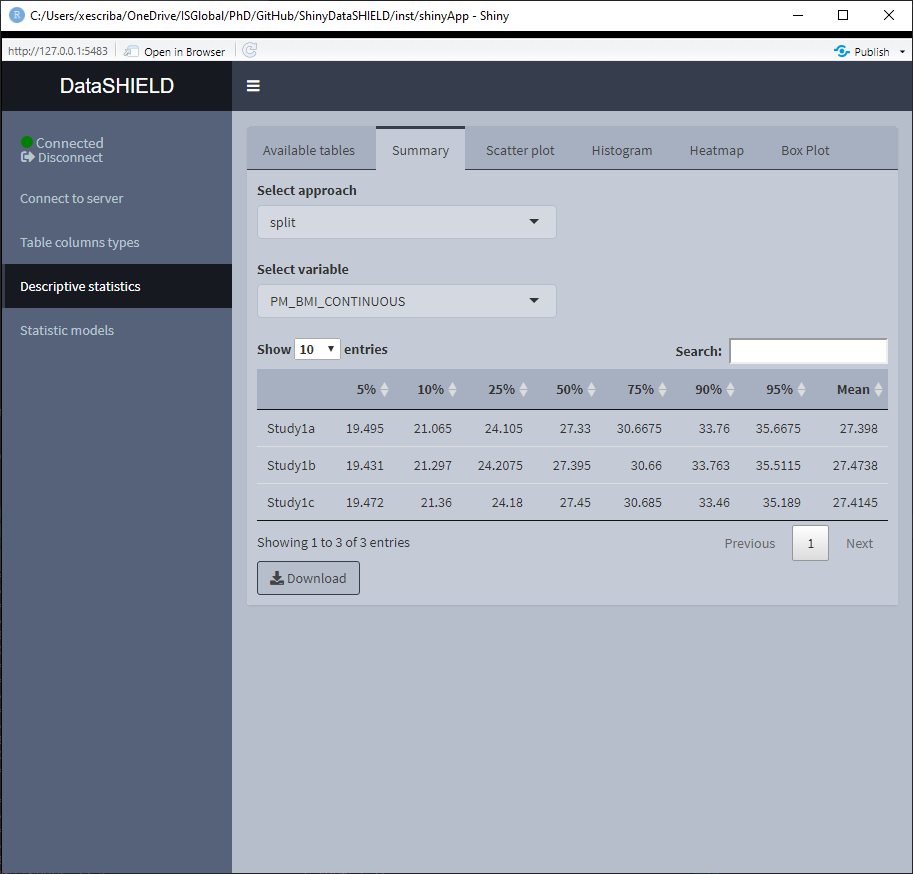 C:/Users/xescriba/OneDrive/ISGlobal/PhD/GitHub/ShinyDataSHIELD/inst/shinyApp - Shiny
http://127.0.0.1:5483 Open in Browser Publish
DataSHIELD
Connected
Disconnect
Connect to server
Table columns types
Descriptive statistics
Statistic models
Available tables Summary Scatter plot Histogram Heatmap Box Plot
Select approach
split
Select variable
PM_BMI_CONTINUOUS
Show 10 entries Search:
5% 10% 25% 50% 75% 90% 95% Mean
Study1a 19.495 21.065 24.105 27.33 30.6675 33.76 35.6675 27.398
Study1b 19.431 21.297 24.2075 27.395 30.66 33.763 35.5115 27.4738
Study1c 19.472 21.36 24.18 27.45 30.685 33.46 35.189 27.4145
Showing 1 to 3 of 3 entries Previous 1 Next
Download